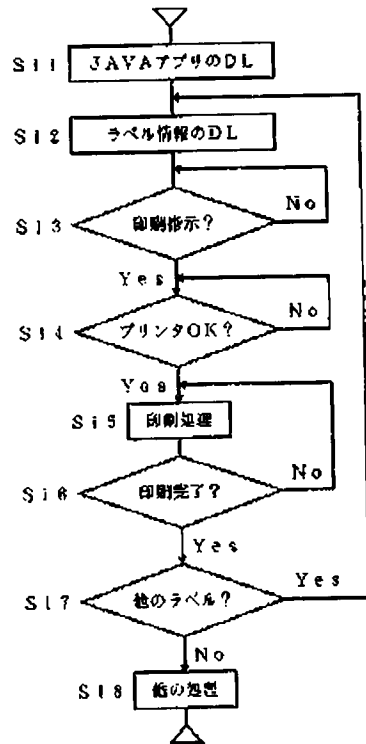 S11 JAVAアプリのDL
S12 ラベル情報のDL
S13 印刷指示?
No
Yes
S14 プリンタOK?
No
Yes
S15 印刷処理
S16 印刷完了?
No
Yes
S17 他のラベル?
Yes
No
S18 他の処理